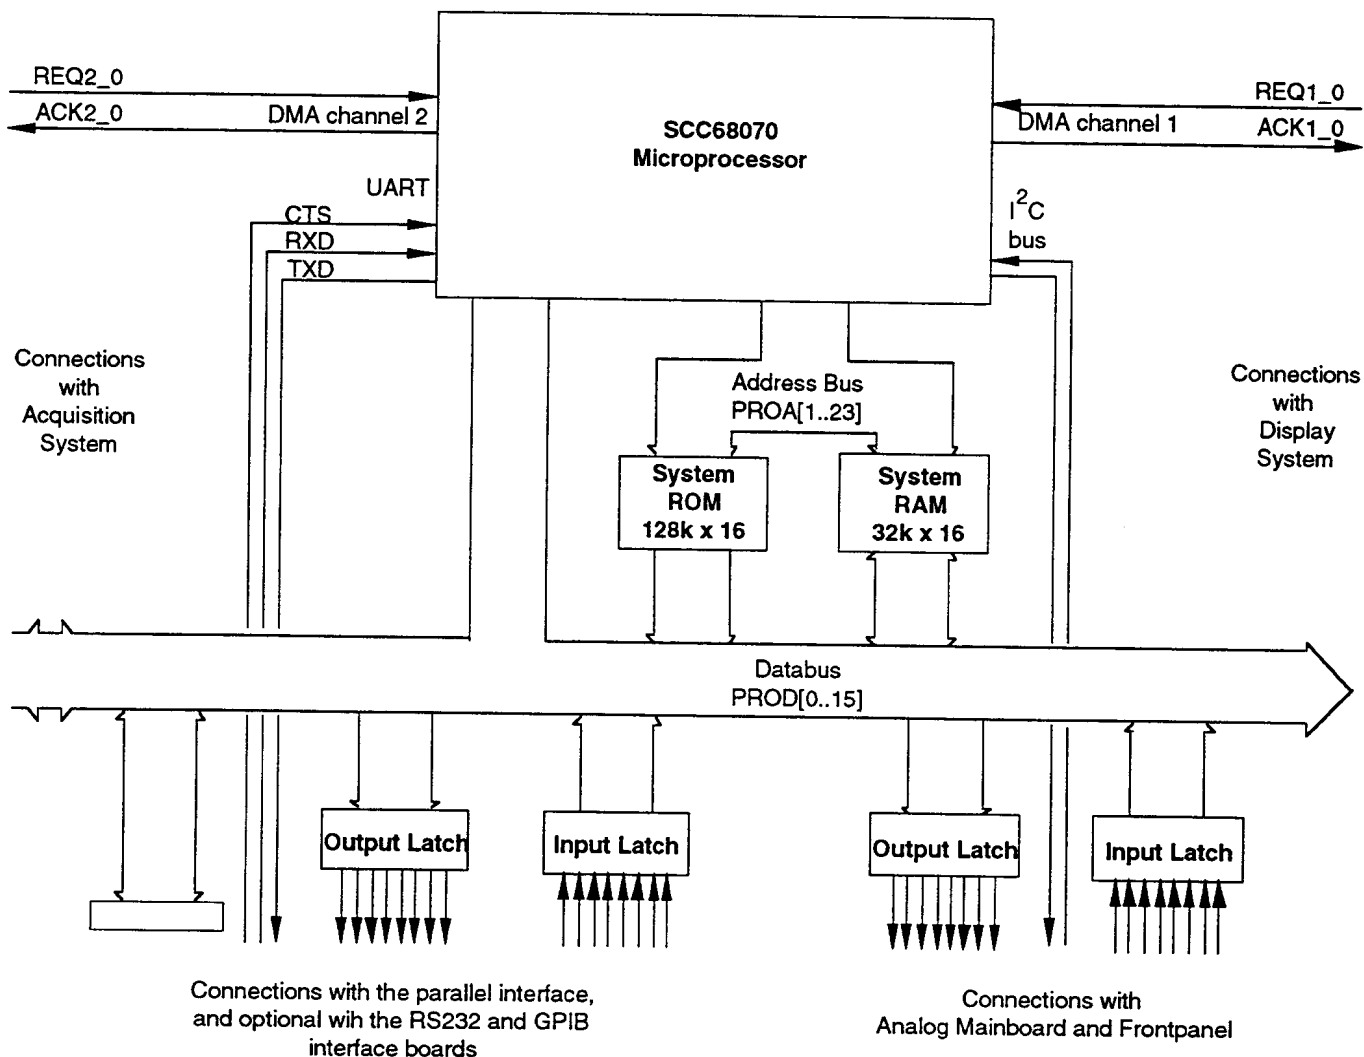 REQ2_0
ACK2_0
DMA channel 2
SCC68070
Microprocessor
REQ1_0
DMA channel 1
ACK1_0
UART
CTS
RXD
TXD
I2C
bus
Connections
with
Acquisition
System
Address Bus
PROA[1..23]
Connections
with
Display
System
System
ROM
128k x 16
System
RAM
32k x 16
Databus
PROD[0..15]
Output Latch
Input Latch
Output Latch
Input Latch
Connections with the parallel interface,
and optional wih the RS232 and GPIB
interface boards
Connections with
Analog Mainboard and Frontpanel